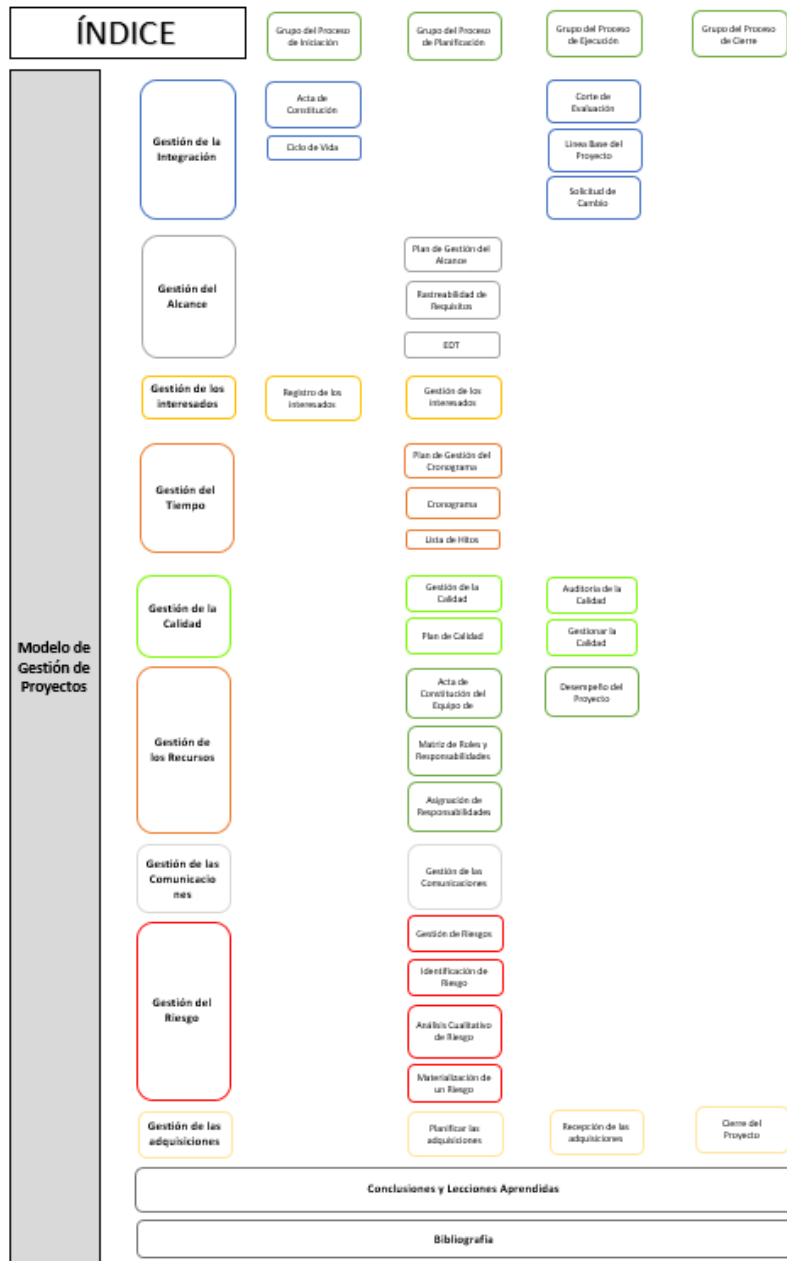 ÍNDICE
Grupo del Proceso
de Iniciación
Grupo del Proceso
de Planificación
Grupo del Proceso
de Ejecución
Grupo del Proceso
de Cierre
Modelo de
Gestión de
Proyectos
Gestión de la
Integración
Acta de
Constitución
Ciclo de Vida
Corte de
Evaluación
Línea Base del
Proyecto
Solicitud de
Cambio
Gestión del
Alcance
Plan de Gestión del
Alcance
Rastreabilidad de
Requisitos
EDT
Gestión de los
interesados
Registro de los
interesados
Gestión de los
interesados
Gestión del
Tiempo
Plan de Gestión del
Cronograma
Cronograma
Lista de Hitos
Gestión de la
Calidad
Gestión de la
Calidad
Plan de Calidad
Auditoría de la
Calidad
Gestionar la
Calidad
Gestión de
los Recursos
Acta de
Constitución del
Equipo de
Matriz de Roles y
Responsabilidades
Asignación de
Responsabilidades
Desempeño del
Proyecto
Gestión de las
Comunicacio
nes
Gestión de las
Comunicaciones
Gestión del
Riesgo
Gestión de Riesgos
Identificación de
Riesgo
Análisis Cualitativo
de Riesgo
Materialización de
un Riesgo
Gestión de las
adquisiciones
Planificar las
adquisiciones
Recepción de las
adquisiciones
Cierre del
Proyecto
Conclusiones y Lecciones Aprendidas
Bibliografía